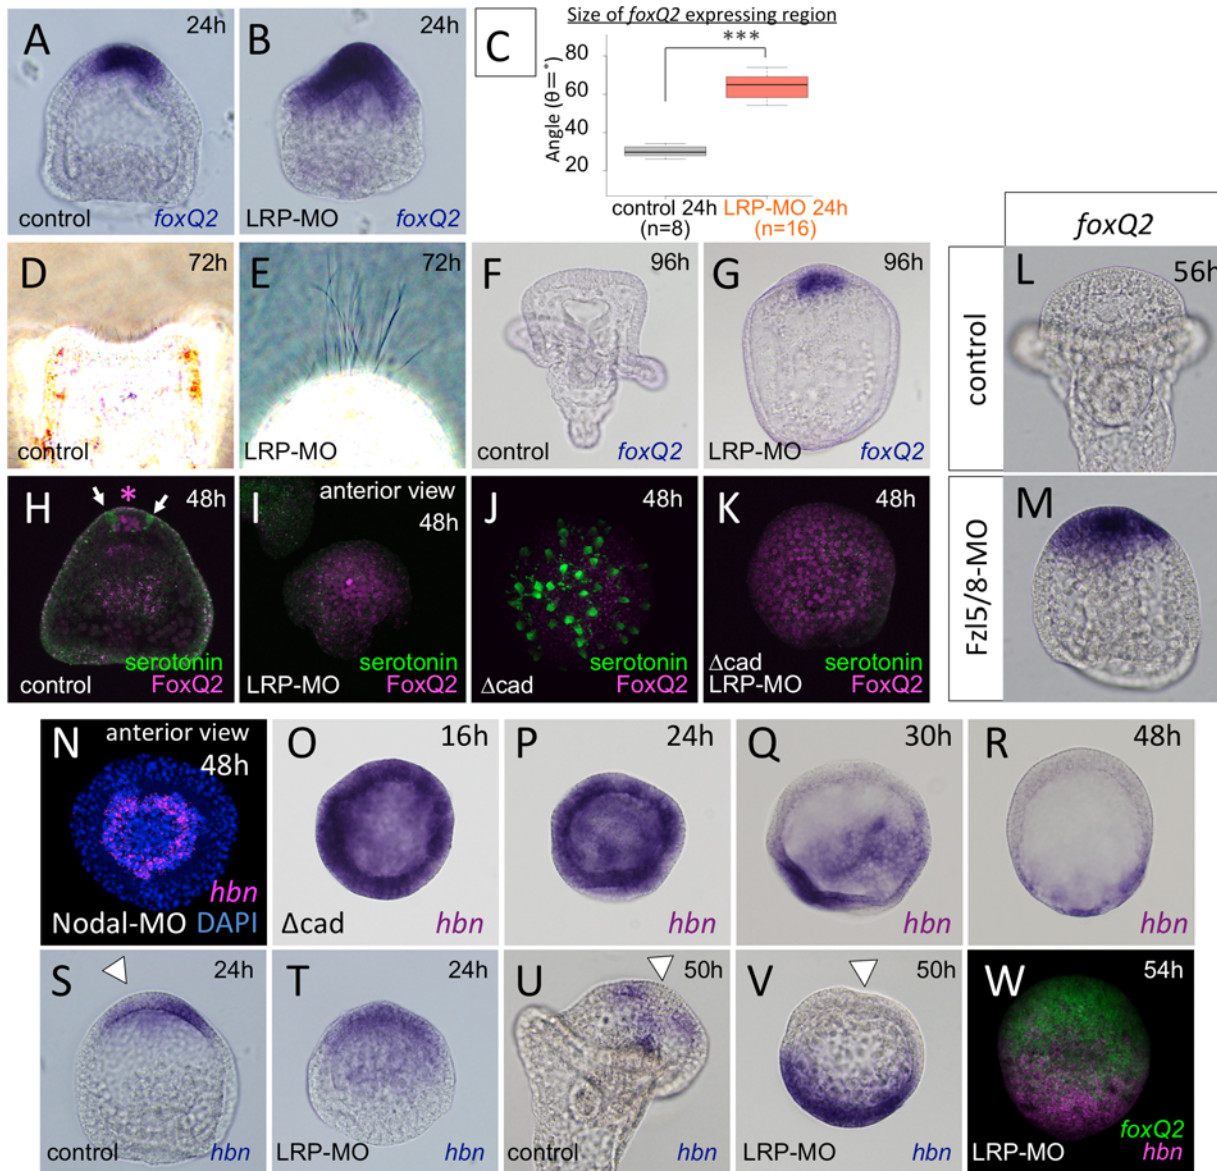 A
24h
control
foxQ2
B
24h
LRP-MO
foxQ2
C
Size of foxQ2 expressing region
***
Angle (θ=°)
80
60
40
20
control 24h
(n=8)
LRP-MO 24h
(n=16)
D
72h
control
E
72h
LRP-MO
F
96h
control
foxQ2
G
96h
LRP-MO
foxQ2
foxQ2
control
L
56h
H
*
48h
serotonin
control
FoxQ2
I
anterior view
48h
serotonin
LRP-MO
FoxQ2
J
48h
serotonin
Δcad
FoxQ2
K
48h
Δcad
serotonin
LRP-MO
FoxQ2
Fzl5/8-MO
M
N
anterior view
48h
hbn
Nodal-MO
DAPI
O
16h
Δcad
hbn
P
24h
hbn
Q
30h
hbn
R
48h
hbn
S
24h
control
hbn
T
24h
LRP-MO
hbn
U
50h
control
hbn
V
50h
LRP-MO
hbn
W
54h
foxQ2
LRP-MO
hbn